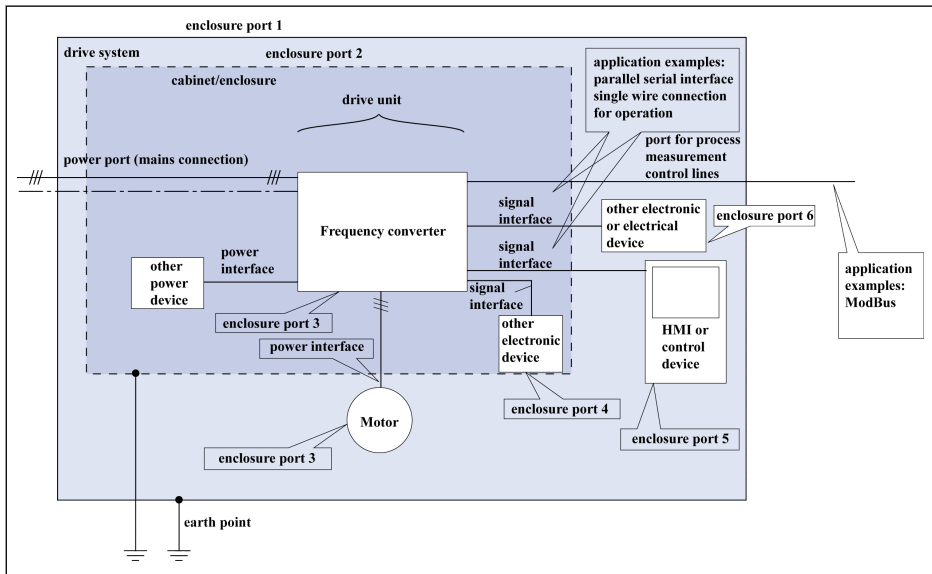 enclosure port 1
drive system
enclosure port 2
cabinet/enclosure
drive unit
application examples:
parallel serial interface
single wire connection
for operation
port for process
measurement
control lines
power port (mains connection)
signal
interface
other electronic
or electrical
device
enclosure port 6
Frequency converter
signal
interface
power
interface
other
power
device
signal
interface
application
examples:
ModBus
enclosure port 3
other
electronic
device
HMI or
control
device
power interface
enclosure port 4
Motor
enclosure port 5
enclosure port 3
earth point